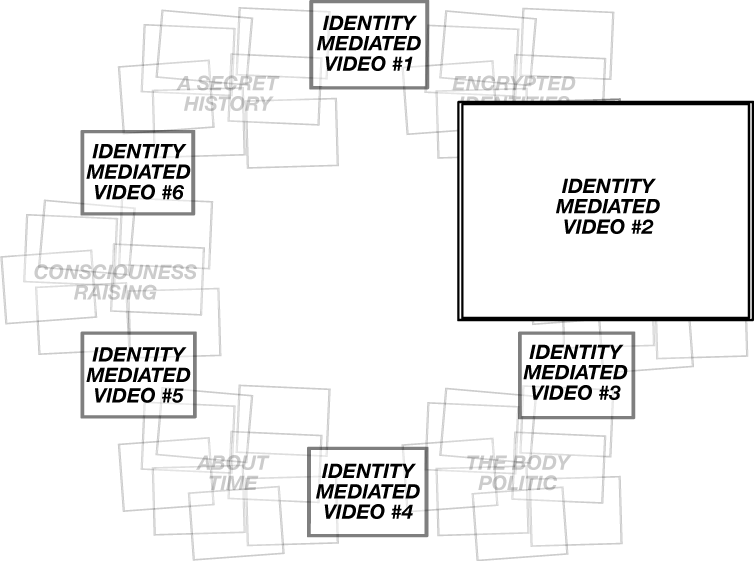 IDENTITY
MEDIATED
VIDEO #1
A SECRET
HISTORY
ENCRYPTED
IDENTITIES
IDENTITY
MEDIATED
VIDEO #6
IDENTITY
MEDIATED
VIDEO #2
CONSCIOUNESS
RAISING
IDENTITY
MEDIATED
VIDEO #5
IDENTITY
MEDIATED
VIDEO #3
ABOUT
TIME
IDENTITY
MEDIATED
VIDEO #4
THE BODY
POLITIC